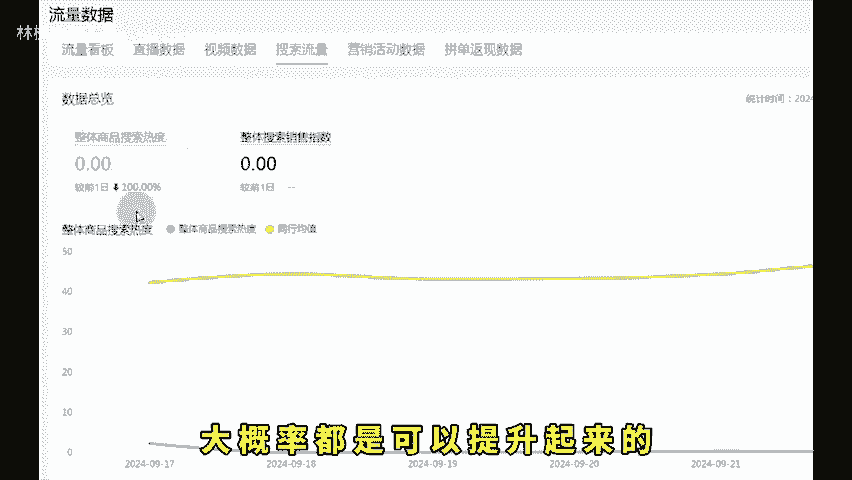 流量数据
林
流量看板 直播数据 视频数据 搜索流量 营销活动数据 拼单返现数据
数据总览
统计时间：2024
整体商品搜索热度 整体搜索销售指数
0.00 0.00
较前1日 100.00% 较前1日 --
整体商品搜索热度 整体商品搜索热度 同行均值
50
40
30
20
10
0
2024-09-17 2024-09-18 2024-09-19 2024-09-20 2024-09-21
大概率都是可以提升起来的